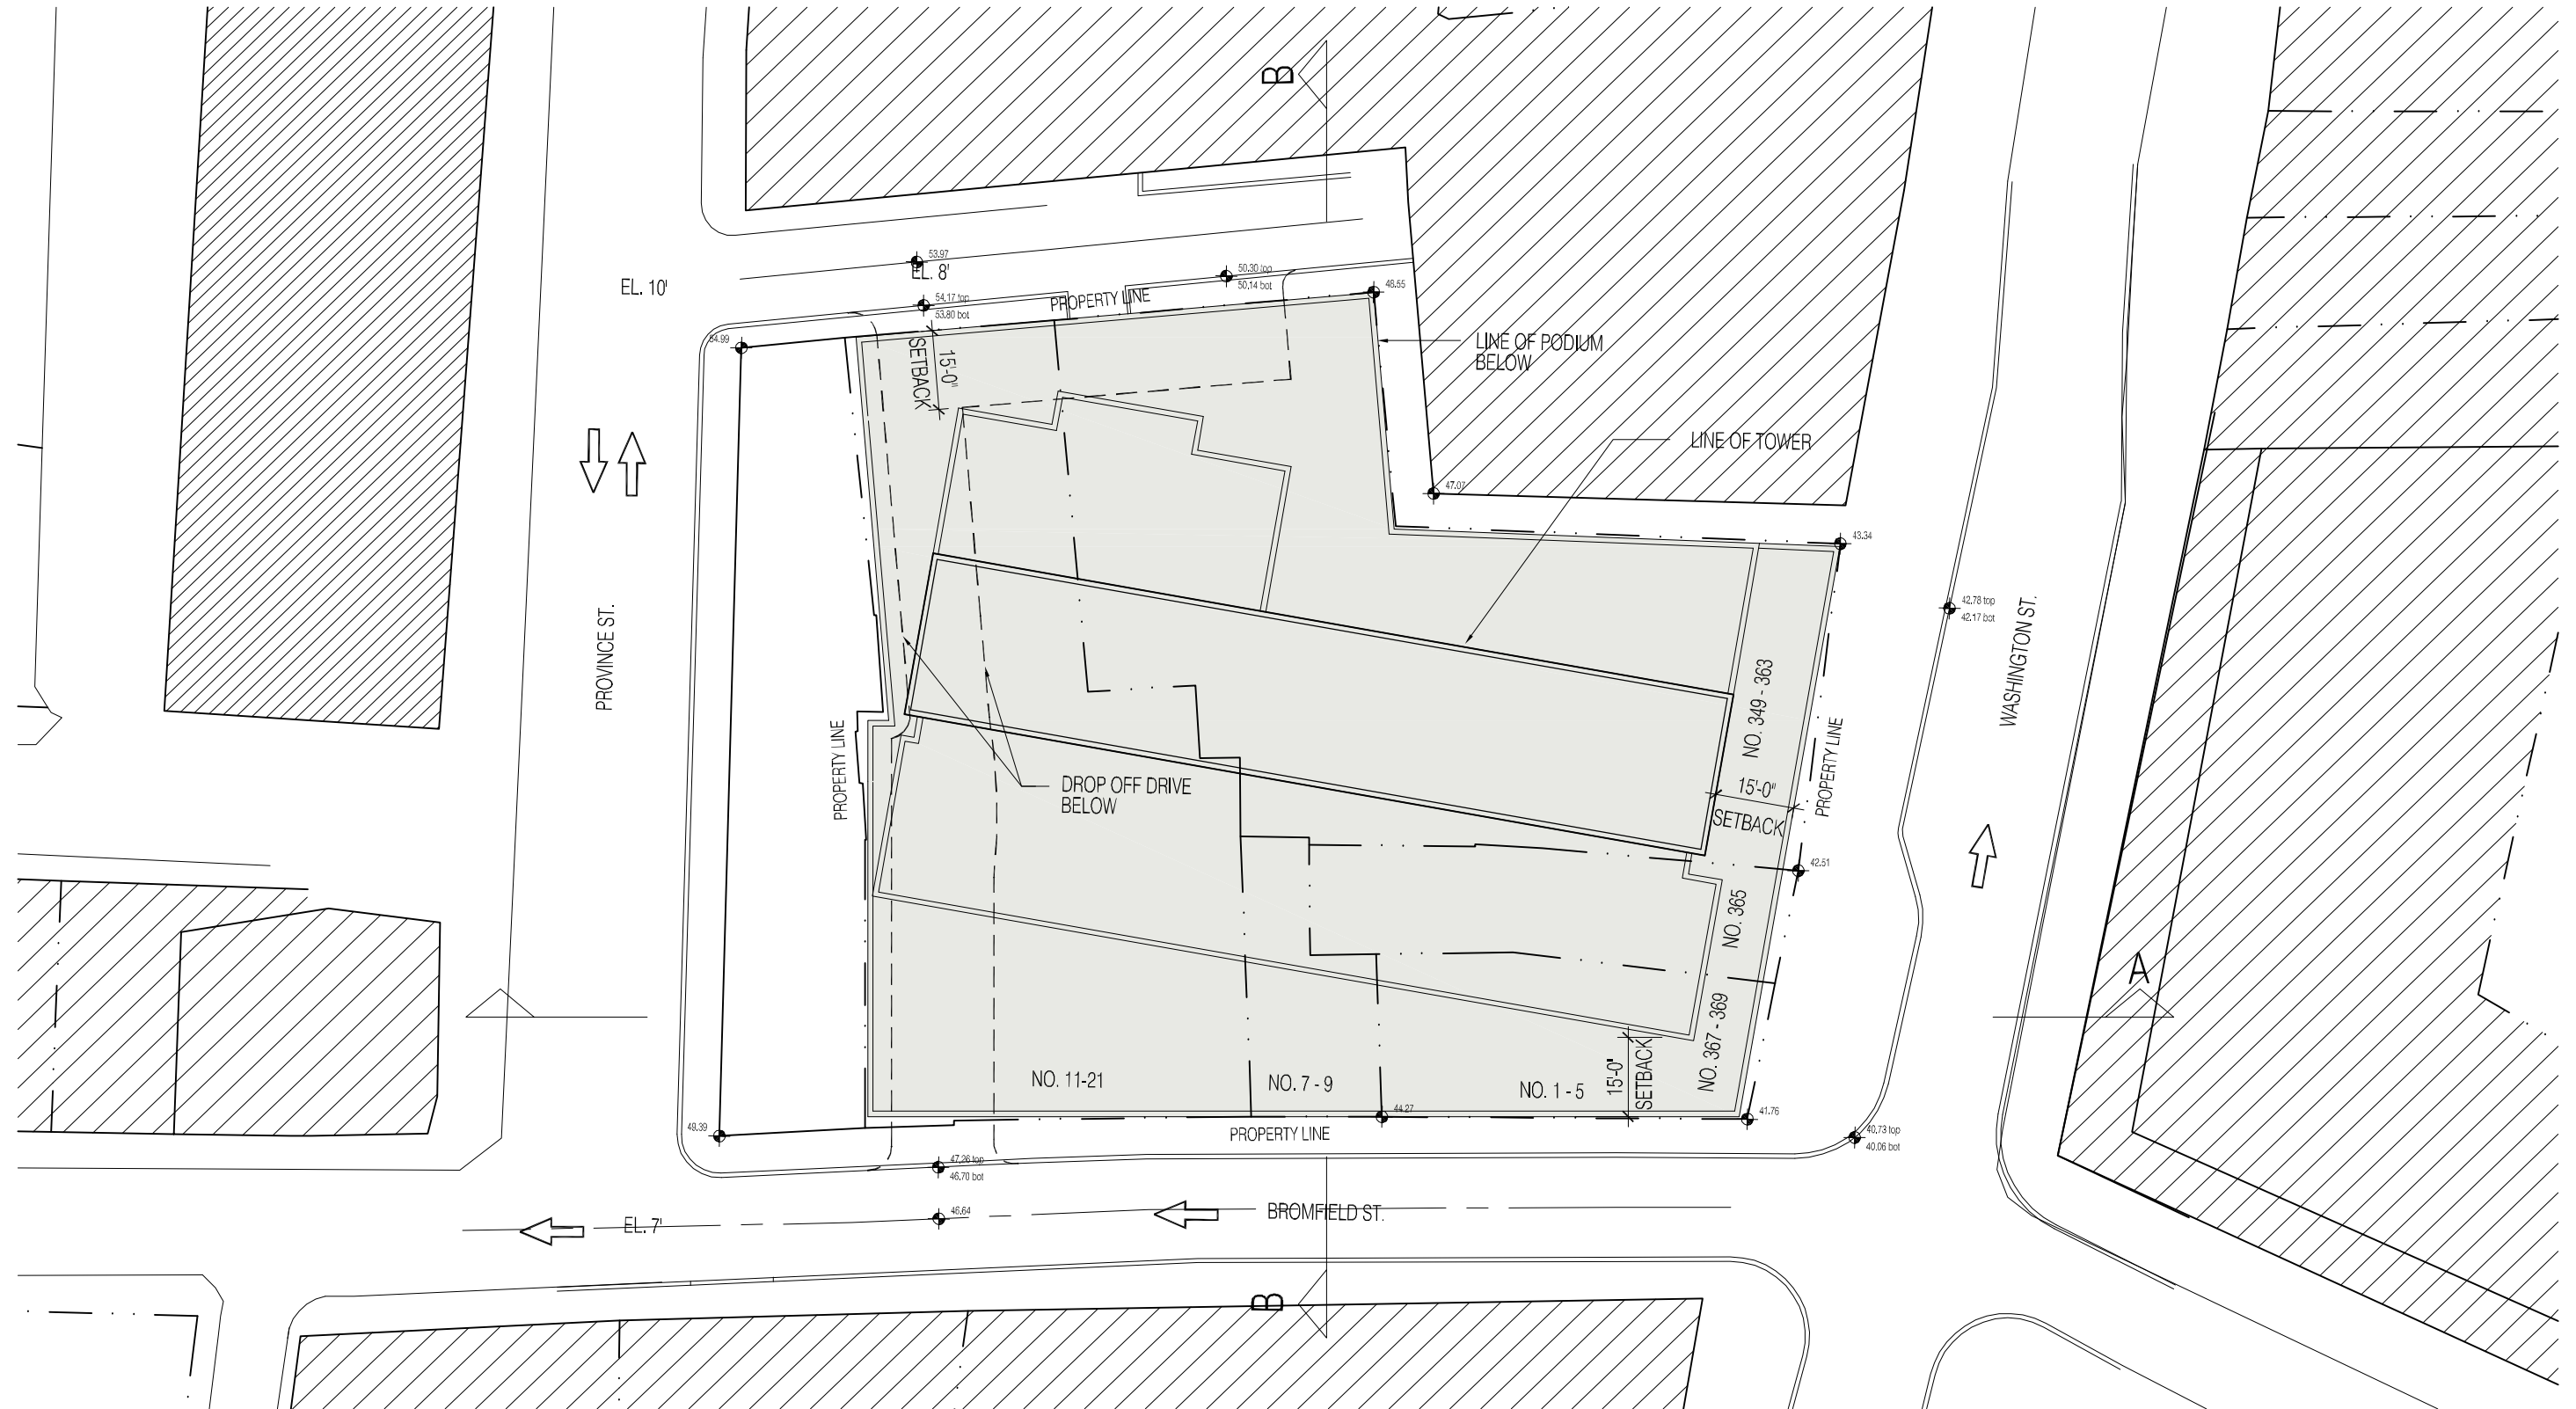 B
53.97
EL. 8'
EL. 10'
50.30 top
50.14 bot
48.55
54.17 top
53.80 bot
PROPERTY LINE
54.99
15'-0"
SETBACK
LINE OF PODIUM
BELOW
LINE OF TOWER
47.07
43.34
42.78 top
42.17 bot
PROVINCE ST.
WASHINGTON ST.
NO. 349 - 363
PROPERTY LINE
PROPERTY LINE
DROP OFF DRIVE
BELOW
15'-0"
SETBACK
42.51
NO. 365
A
NO. 367 - 369
15'-0"
SETBACK
NO. 11-21
NO. 7 - 9
NO. 1 - 5
44.27
41.76
PROPERTY LINE
49.39
40.73 top
40.06 bot
47.26 top
46.70 bot
46.64
EL. 7'
BROMFIELD ST.
B